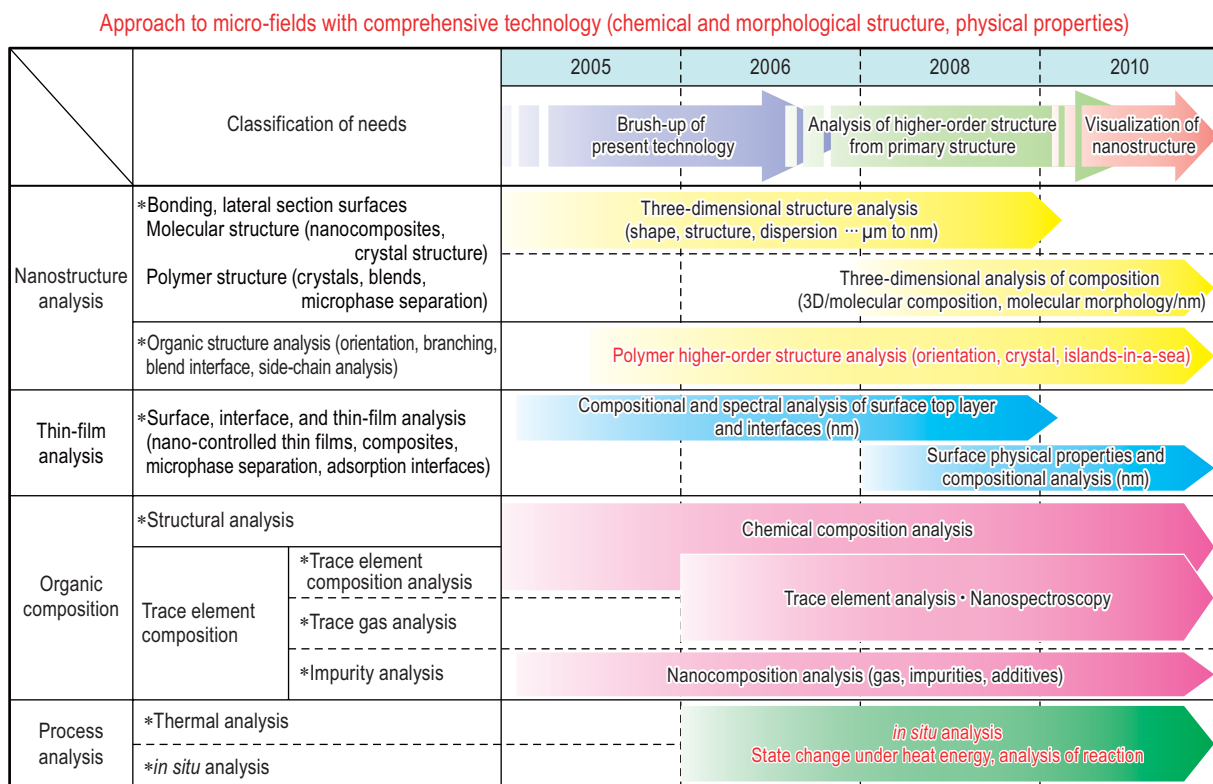 Approach to micro-fields with comprehensive technology (chemical and morphological structure, physical properties)
Classification of needs
2005
2006
2008
2010
Brush-up of
present technology
Analysis of higher-order structure
from primary structure
Visualization of
nanostructure
Nanostructure
analysis
*Bonding, lateral section surfaces
Molecular structure (nanocomposites,
crystal structure)
Polymer structure (crystals, blends,
microphase separation)
Three-dimensional structure analysis
(shape, structure, dispersion ··· µm to nm)
Three-dimensional analysis of composition
(3D/molecular composition, molecular morphology/nm)
*Organic structure analysis (orientation, branching,
blend interface, side-chain analysis)
Polymer higher-order structure analysis (orientation, crystal, islands-in-a-sea)
Thin-film
analysis
*Surface, interface, and thin-film analysis
(nano-controlled thin films, composites,
microphase separation, adsorption interfaces)
Compositional and spectral analysis of surface top layer
and interfaces (nm)
Surface physical properties and
compositional analysis (nm)
Organic
composition
*Structural analysis
Chemical composition analysis
Trace element
composition
*Trace element
composition analysis
*Trace gas analysis
Trace element analysis・Nanospectroscopy
*Impurity analysis
Nanocomposition analysis (gas, impurities, additives)
Process
analysis
*Thermal analysis
*in situ analysis
in situ analysis
State change under heat energy, analysis of reaction